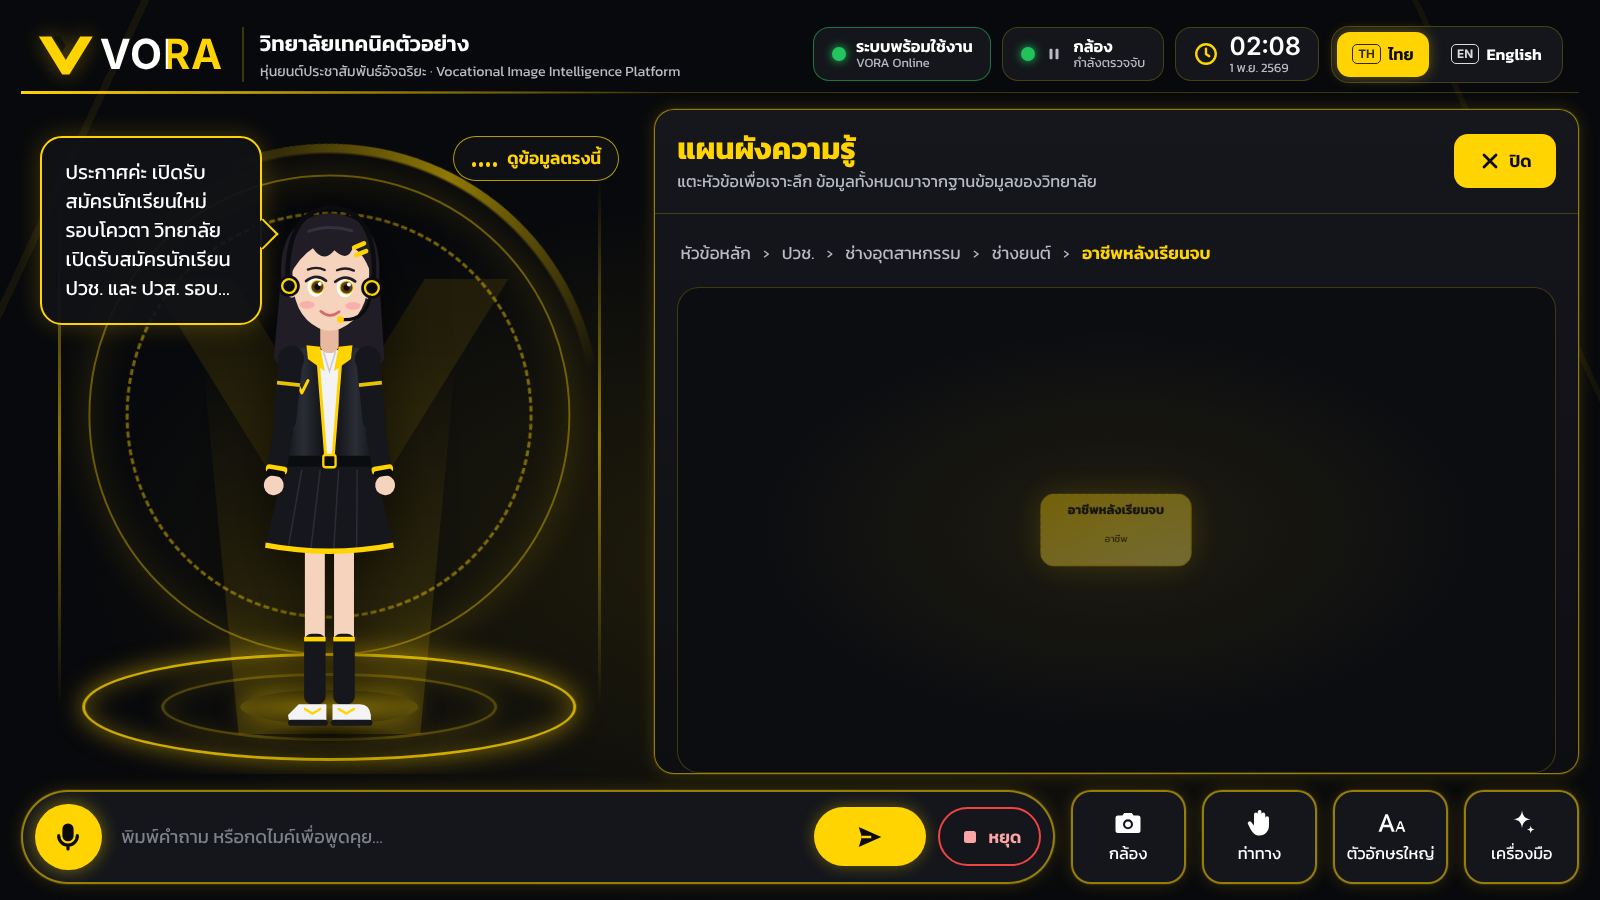 VORA
วิทยาลัยเทคนิคตัวอย่าง
หุ่นยนต์ประชาสัมพันธ์อัจฉริยะ · Vocational Image Intelligence Platform
ระบบพร้อมใช้งาน
VORA Online
กล้อง
กำลังตรวจจับ
02:08
1 พ.ย. 2569
TH ไทย
EN English
ประกาศค่ะ เปิดรับ
สมัครนักเรียนใหม่
รอบโควตา วิทยาลัย
เปิดรับสมัครนักเรียน
ปวช. และ ปวส. รอบ...
.... ดูข้อมูลตรงนี้
แผนผังความรู้
แตะหัวข้อเพื่อเจาะลึก ข้อมูลทั้งหมดมาจากฐานข้อมูลของวิทยาลัย
ปิด
หัวข้อหลัก › ปวช. › ช่างอุตสาหกรรม › ช่างยนต์ › อาชีพหลังเรียนจบ
อาชีพหลังเรียนจบ
อาชีพ
พิมพ์คำถาม หรือกดไมค์เพื่อพูดคุย...
หยุด
กล้อง
ท่าทาง
AA
ตัวอักษรใหญ่
เครื่องมือ